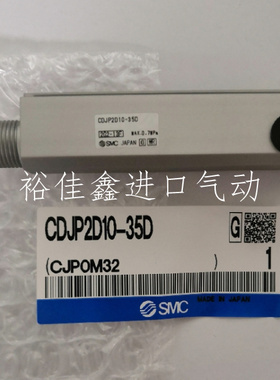 CDJP2D10-35D
MAX.0.7MPa
SMC JAPAN
裕佳鑫进口气动
CDJP2D10-35D
G
(CJP0M32 )
1
SMC
MADE IN JAPAN